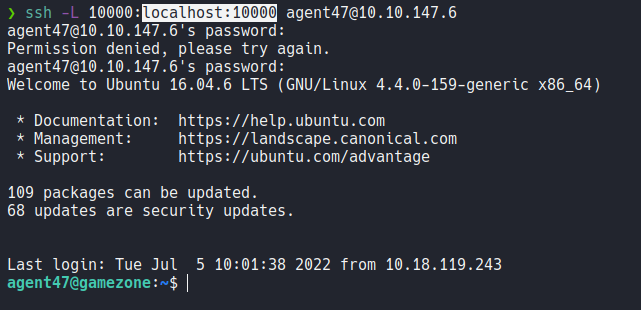 ❯ ssh -L 10000:localhost:10000 agent47@10.10.147.6
agent47@10.10.147.6's password:
Permission denied, please try again.
agent47@10.10.147.6's password:
Welcome to Ubuntu 16.04.6 LTS (GNU/Linux 4.4.0-159-generic x86_64)
* Documentation:  https://help.ubuntu.com
* Management:     https://landscape.canonical.com
* Support:        https://ubuntu.com/advantage
109 packages can be updated.
68 updates are security updates.
Last login: Tue Jul  5 10:01:38 2022 from 10.18.119.243
agent47@gamezone:~$